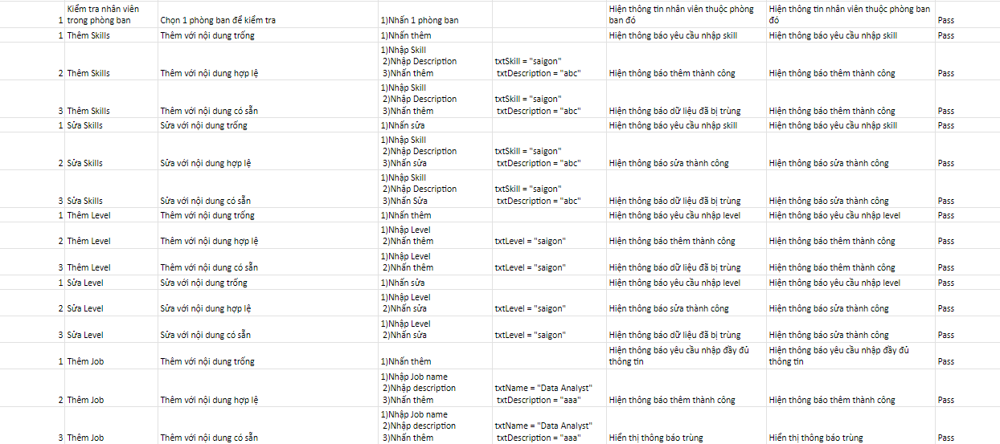 Kiểm tra nhân viên trong phòng ban
1 Chọn 1 phòng ban để kiểm tra 1)Nhấn 1 phòng ban Hiện thông tin nhân viên thuộc phòng ban đó Hiện thông tin nhân viên thuộc phòng ban đó Pass
1 Thêm Skills Thêm với nội dung trống 1)Nhấn thêm Hiện thông báo yêu cầu nhập skill Hiện thông báo yêu cầu nhập skill Pass
1)Nhập Skill
2)Nhập Description txtSkill = "saigon"
2 Thêm Skills Thêm với nội dung hợp lệ 3)Nhấn thêm txtDescription = "abc" Hiện thông báo thêm thành công Hiện thông báo thêm thành công Pass
1)Nhập Skill
2)Nhập Description txtSkill = "saigon"
3 Thêm Skills Thêm với nội dung có sẵn 3)Nhấn thêm txtDescription = "abc" Hiện thông báo dữ liệu đã bị trùng Hiện thông báo thêm thành công Pass
1 Sửa Skills Sửa với nội dung trống 1)Nhấn sửa Hiện thông báo yêu cầu nhập skill Hiện thông báo yêu cầu nhập skill Pass
1)Nhập Skill
2)Nhập Description txtSkill = "saigon"
2 Sửa Skills Sửa với nội dung hợp lệ 3)Nhấn sửa txtDescription = "abc" Hiện thông báo sửa thành công Hiện thông báo sửa thành công Pass
1)Nhập Skill
2)Nhập Description txtSkill = "saigon"
3 Sửa Skills Sửa với nội dung có sẵn 3)Nhấn Sửa txtDescription = "abc" Hiện thông báo dữ liệu đã bị trùng Hiện thông báo sửa thành công Pass
1 Thêm Level Thêm với nội dung trống 1)Nhấn thêm Hiện thông báo yêu cầu nhập level Hiện thông báo yêu cầu nhập level Pass
1)Nhập Level
2 Thêm Level Thêm với nội dung hợp lệ 2)Nhấn thêm txtLevel = "saigon" Hiện thông báo thêm thành công Hiện thông báo thêm thành công Pass
1)Nhập Level
3 Thêm Level Thêm với nội dung có sẵn 2)Nhấn thêm txtLevel = "saigon" Hiện thông báo dữ liệu đã bị trùng Hiện thông báo thêm thành công Pass
1 Sửa Level Sửa với nội dung trống 1)Nhấn sửa Hiện thông báo yêu cầu nhập level Hiện thông báo yêu cầu nhập level Pass
1)Nhập Level
2 Sửa Level Sửa với nội dung hợp lệ 2)Nhấn sửa txtLevel = "saigon" Hiện thông báo sửa thành công Hiện thông báo sửa thành công Pass
1)Nhập Level
3 Sửa Level Sửa với nội dung có sẵn 2)Nhấn sửa txtLevel = "saigon" Hiện thông báo dữ liệu đã bị trùng Hiện thông báo sửa thành công Pass
1 Thêm Job Thêm với nội dung trống 1)Nhấn thêm Hiện thông báo yêu cầu nhập đầy đủ thông tin Hiện thông báo yêu cầu nhập đầy đủ thông tin Pass
1)Nhập Job name
2)Nhập description txtName = "Data Analyst"
2 Thêm Job Thêm với nội dung hợp lệ 3)Nhấn thêm txtDescription = "aaa" Hiện thông báo thêm thành công Hiện thông báo thêm thành công Pass
1)Nhập Job name
2)Nhập description txtName = "Data Analyst"
3 Thêm Job Thêm với nội dung có sẵn 3)Nhấn thêm txtDescription = "aaa" Hiển thị thông báo trùng Hiển thị thông báo trùng Pass